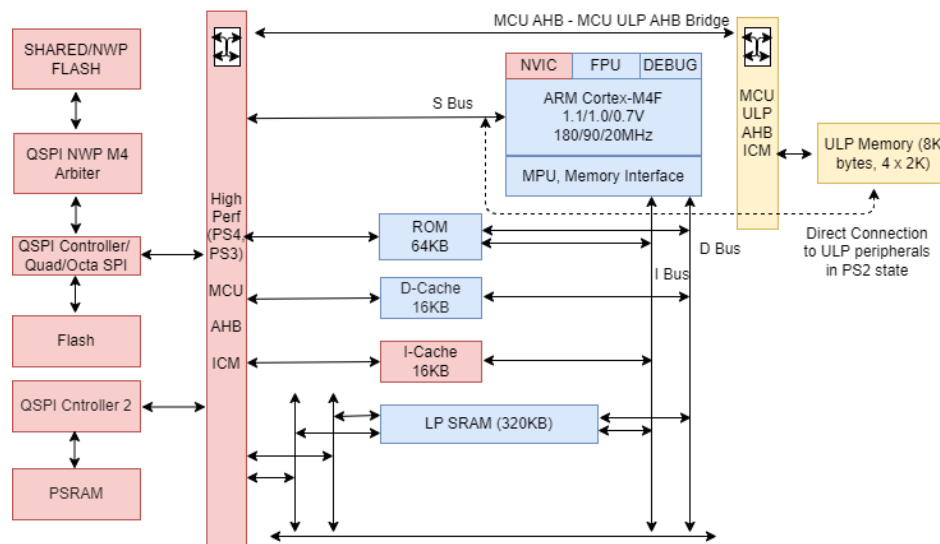 MCU AHB - MCU ULP AHB Bridge
SHARED/NWP
FLASH
QSPI NWP M4
Arbiter
QSPI Controller/
Quad/Octa SPI
Flash
QSPI Cntroller 2
PSRAM
High
Perf
(PS4,
PS3)
MCU
AHB
ICM
S Bus
NVIC
FPU
DEBUG
ARM Cortex-M4F
1.1/1.0/0.7V
180/90/20MHz
MPU, Memory Interface
ROM
64KB
D-Cache
16KB
I-Cache
16KB
LP SRAM (320KB)
D Bus
I Bus
MCU
ULP
AHB
ICM
ULP Memory (8K
bytes, 4 x 2K)
Direct Connection
to ULP peripherals
in PS2 state